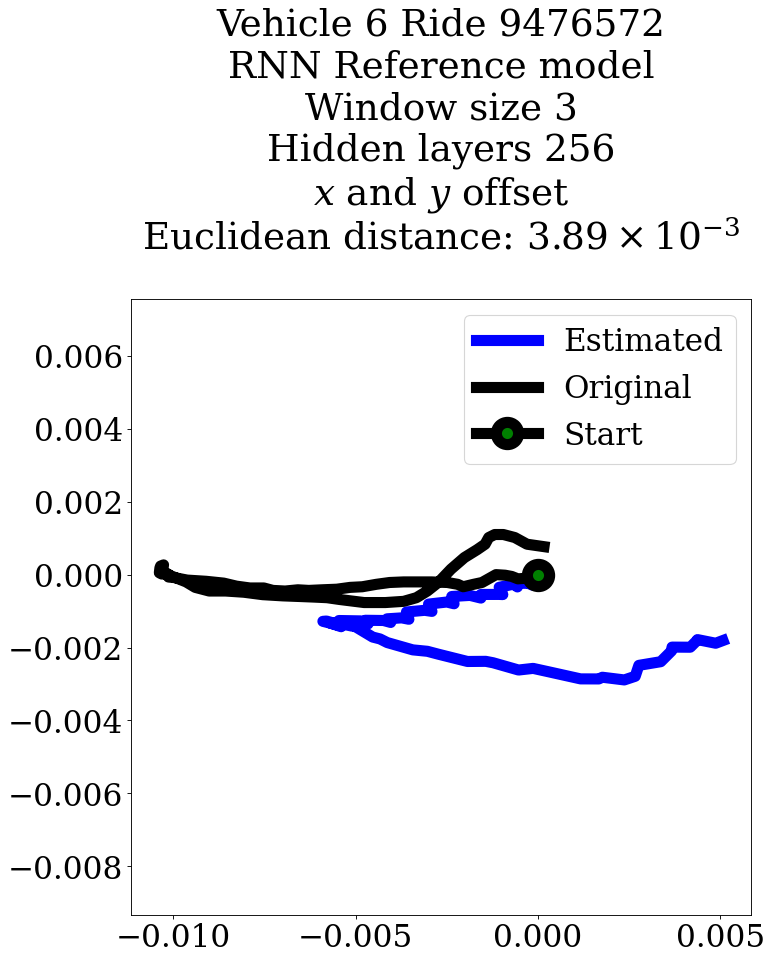 Vehicle 6 Ride 9476572
RNN Reference model
Window size 3
Hidden layers 256
x and y offset
Euclidean distance: 3.89 × 10⁻³
Estimated
Original
Start
0.006
0.004
0.002
0.000
−0.002
−0.004
−0.006
−0.008
−0.010 −0.005 0.000 0.005